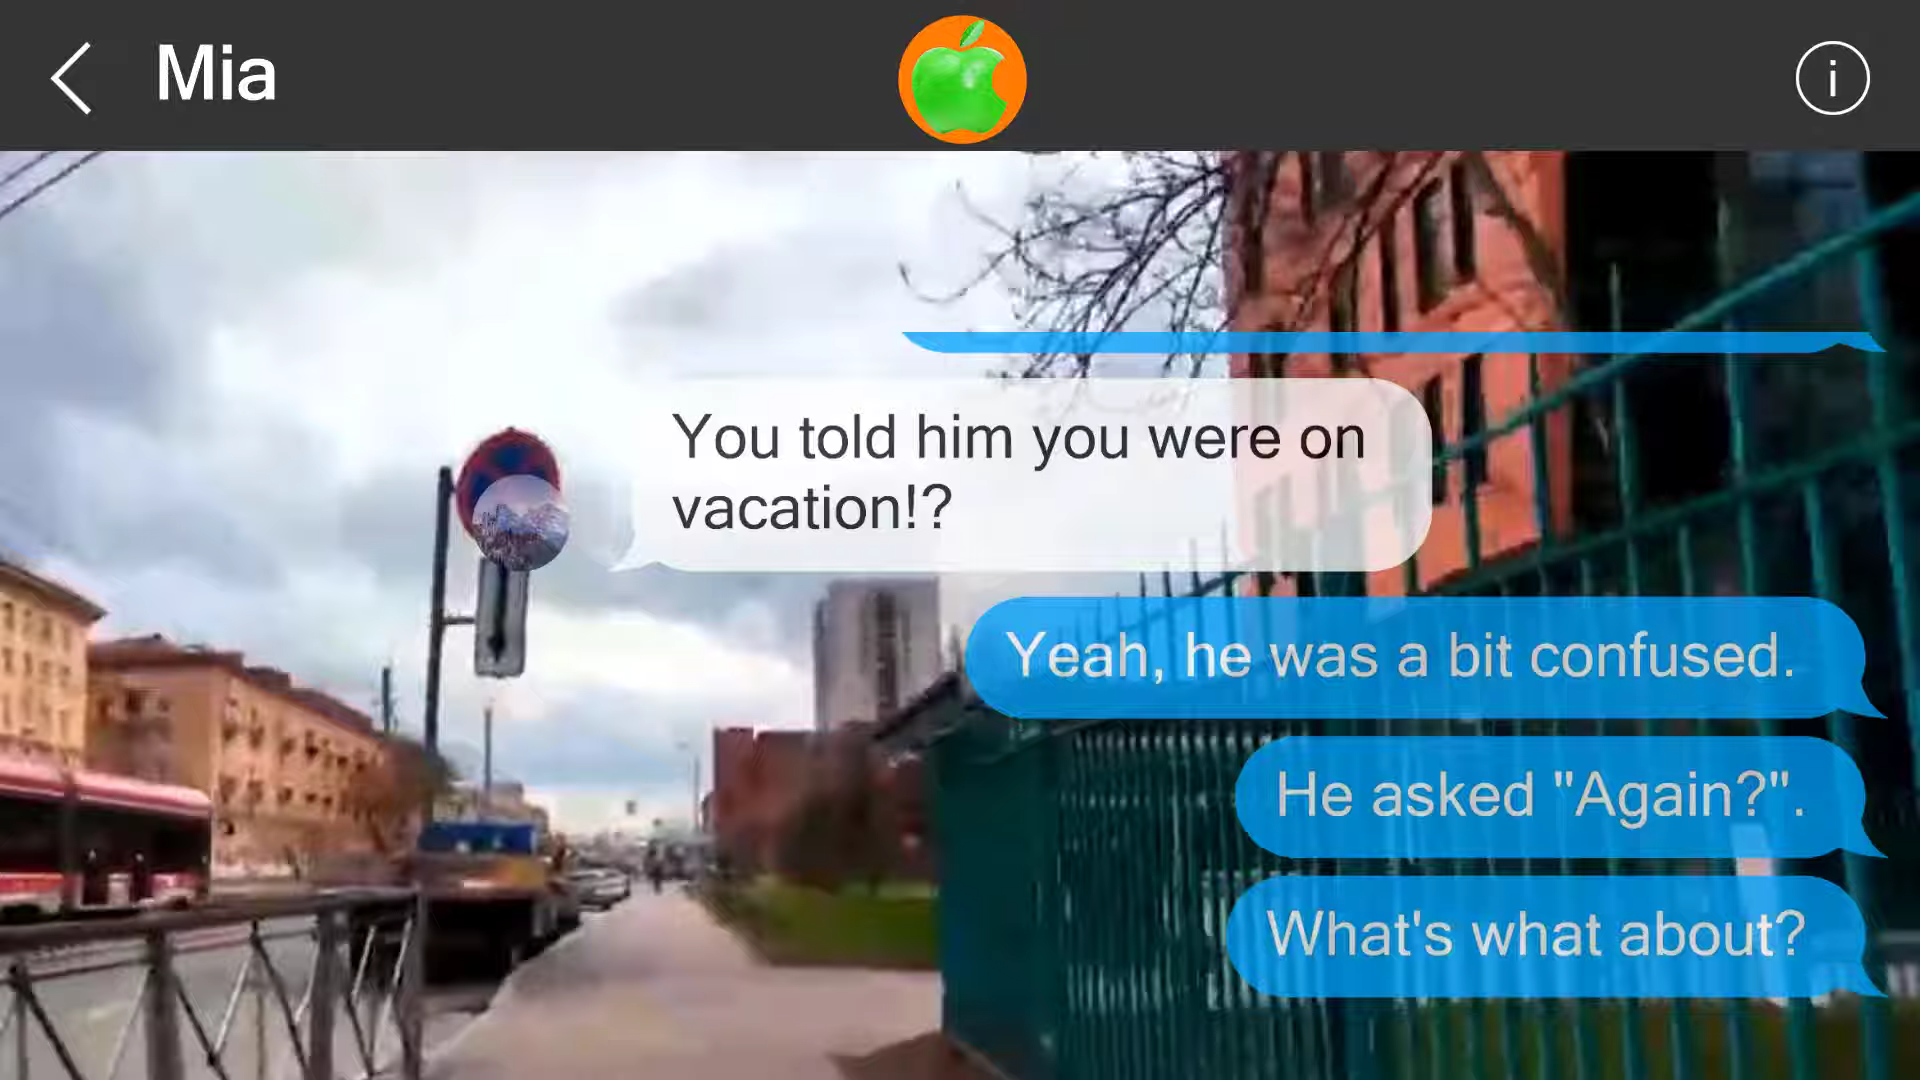 Mia
You told him you were on
vacation!?
Yeah, he was a bit confused.
He asked "Again?".
What's what about?